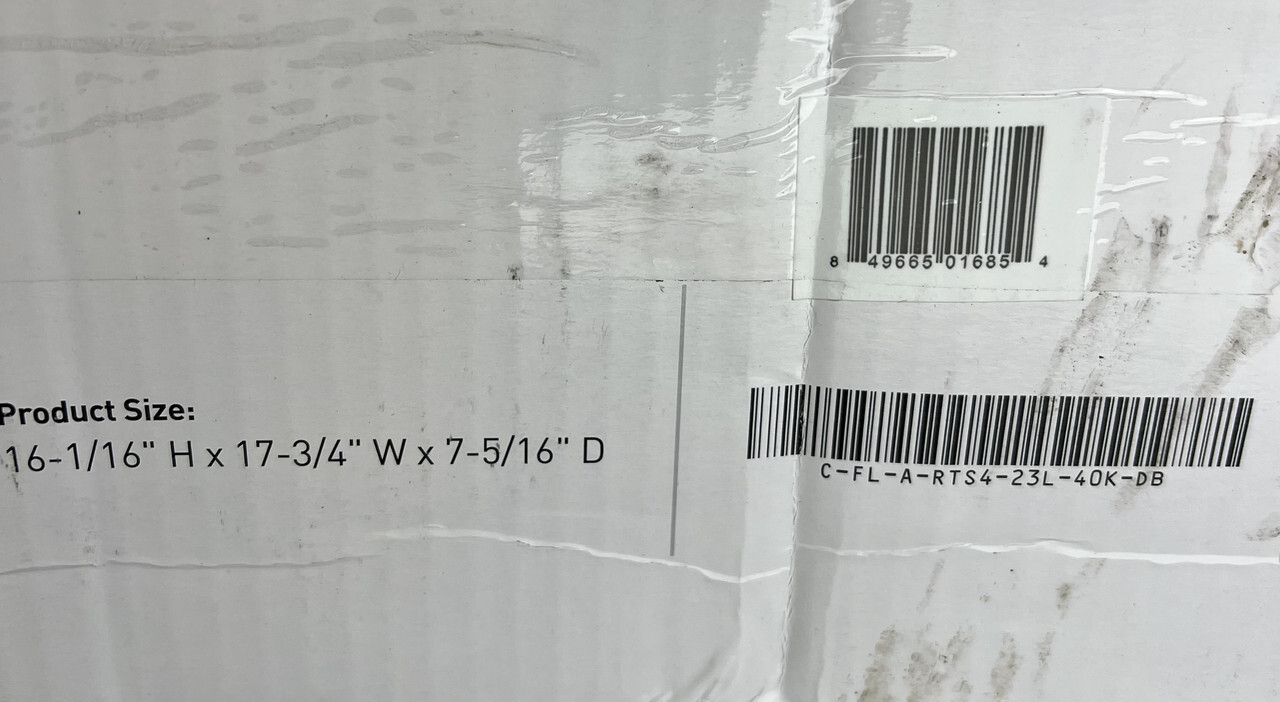 8 49665 01685 4
Product Size:
16-1/16" H x 17-3/4" W x 7-5/16" D
C-FL-A-RTS4-23L-40K-DB